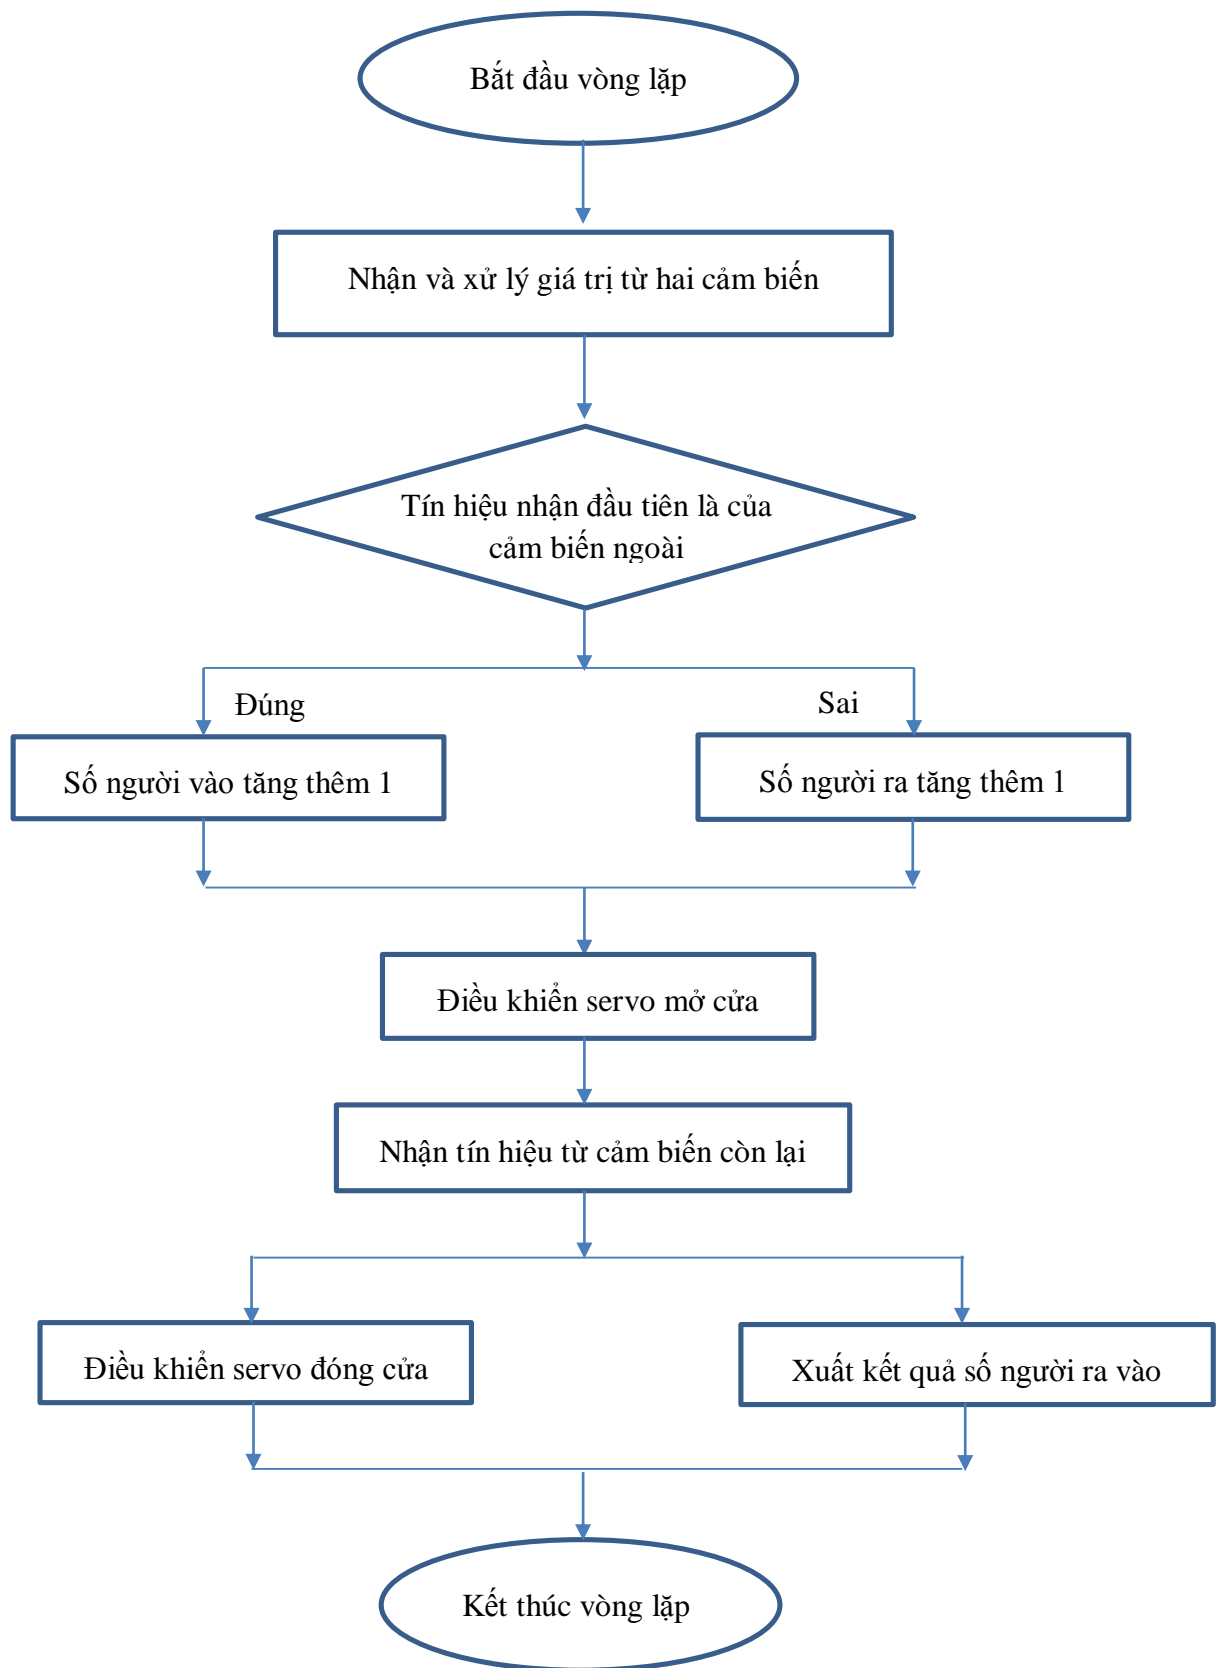 Bắt đầu vòng lặp
Nhận và xử lý giá trị từ hai cảm biến
Tín hiệu nhận đầu tiên là của
cảm biến ngoài
Đúng
Sai
Số người vào tăng thêm 1
Số người ra tăng thêm 1
Điều khiển servo mở cửa
Nhận tín hiệu từ cảm biến còn lại
Điều khiển servo đóng cửa
Xuất kết quả số người ra vào
Kết thúc vòng lặp